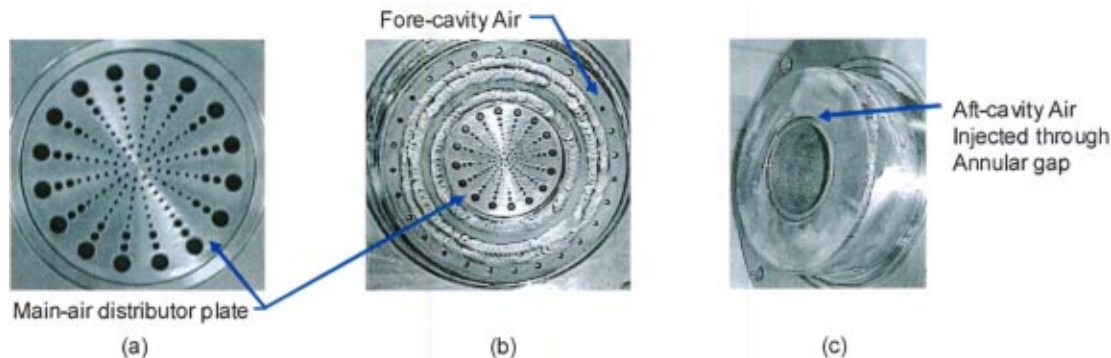 Fore-cavity Air
Aft-cavity Air
Injected through
Annular gap
Main-air distributor plate
(a)
(b)
(c)